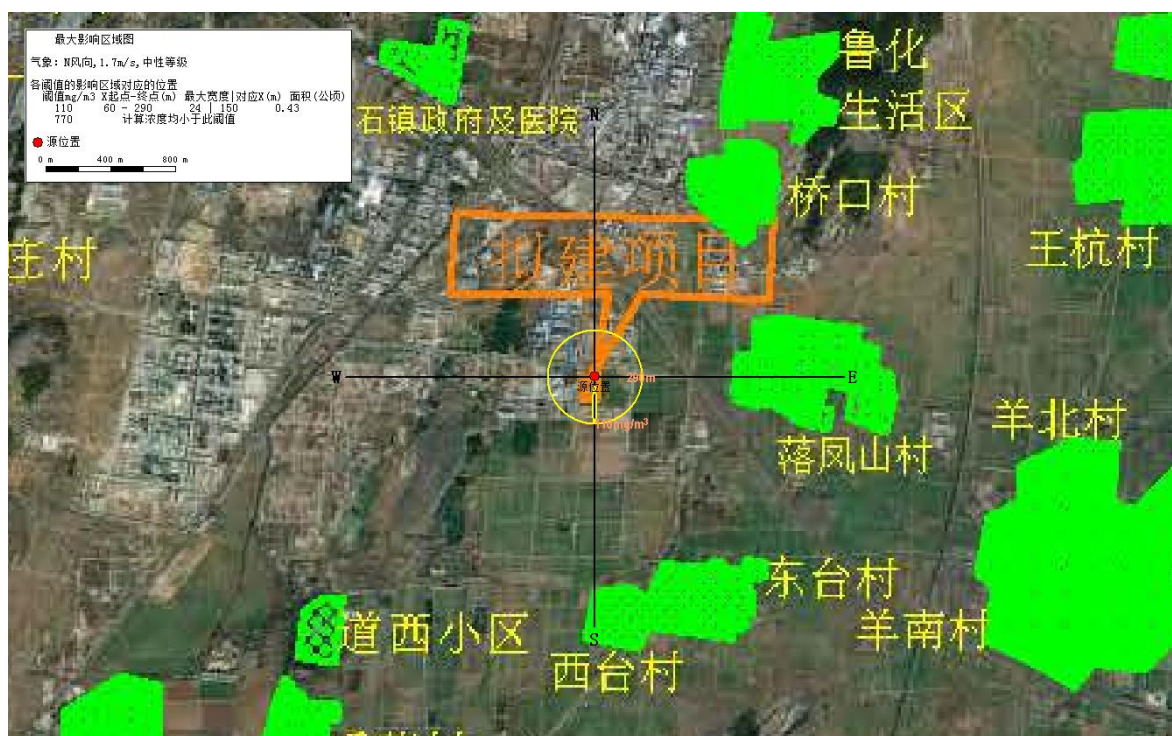 最大影响区域图
气象: N风向,1.7m/s,中性等级
各阈值的影响区域对应的位置
阈值mg/m3 X起点-终点(m) 最大宽度|对应X(m) 面积(公顷)
110 60 - 290 24 | 150 0.43
770 计算浓度均小于此阈值
源位置
0 m 400 m 800 m
鲁化
生活区
石镇政府及医院
N
桥口村
王杭村
庄村
拟建项目
W
E
源位置
290m
110mg/m³
羊北村
落凤山村
东台村
羊南村
道西小区
S
西台村